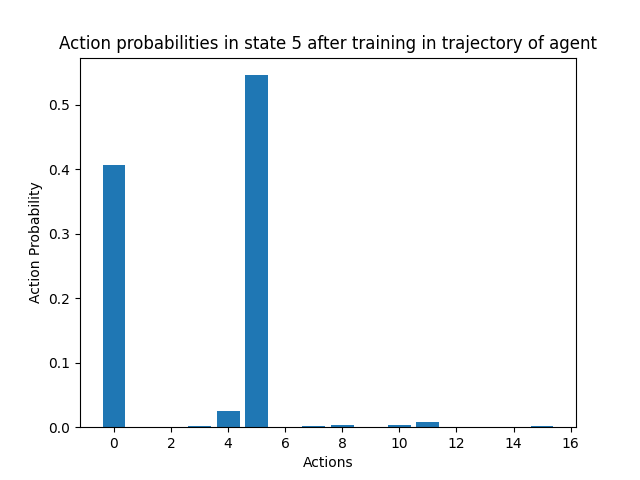 Action probabilities in state 5 after training in trajectory of agent
Action Probability
0.5
0.4
0.3
0.2
0.1
0.0
0 2 4 6 8 10 12 14 16
Actions